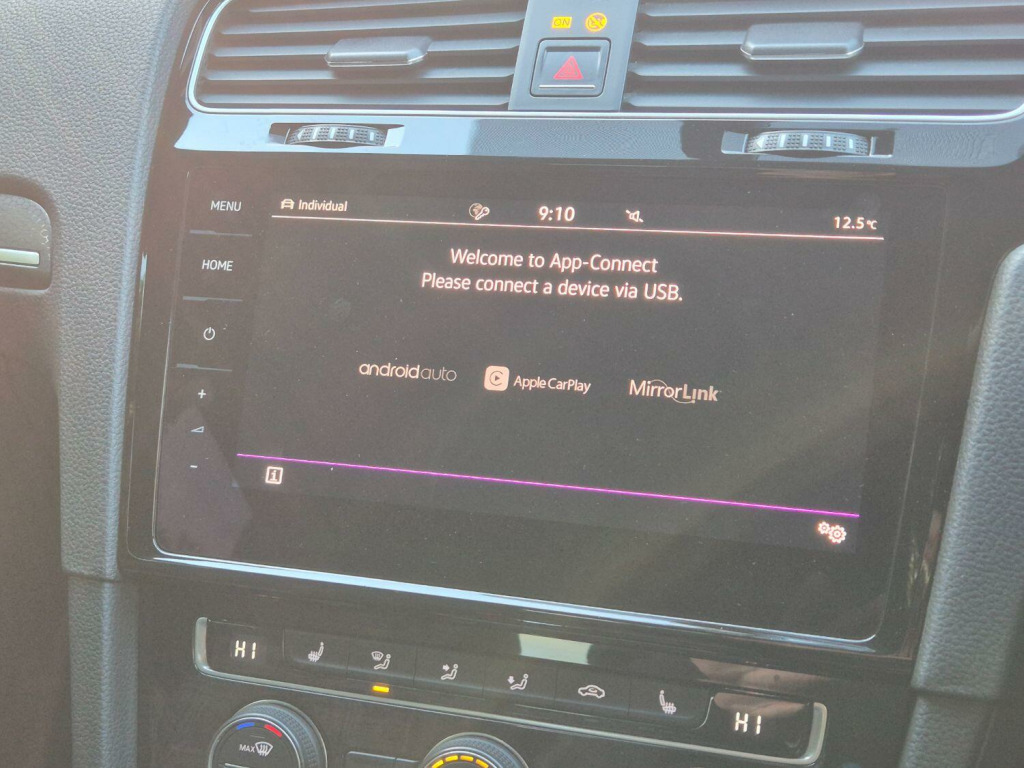 ON
MENU
Individual
9:10
12.5°C
HOME
Welcome to App-Connect
Please connect a device via USB.
androidauto
Apple CarPlay
MirrorLink
+
-
i
HI
HI
MAX